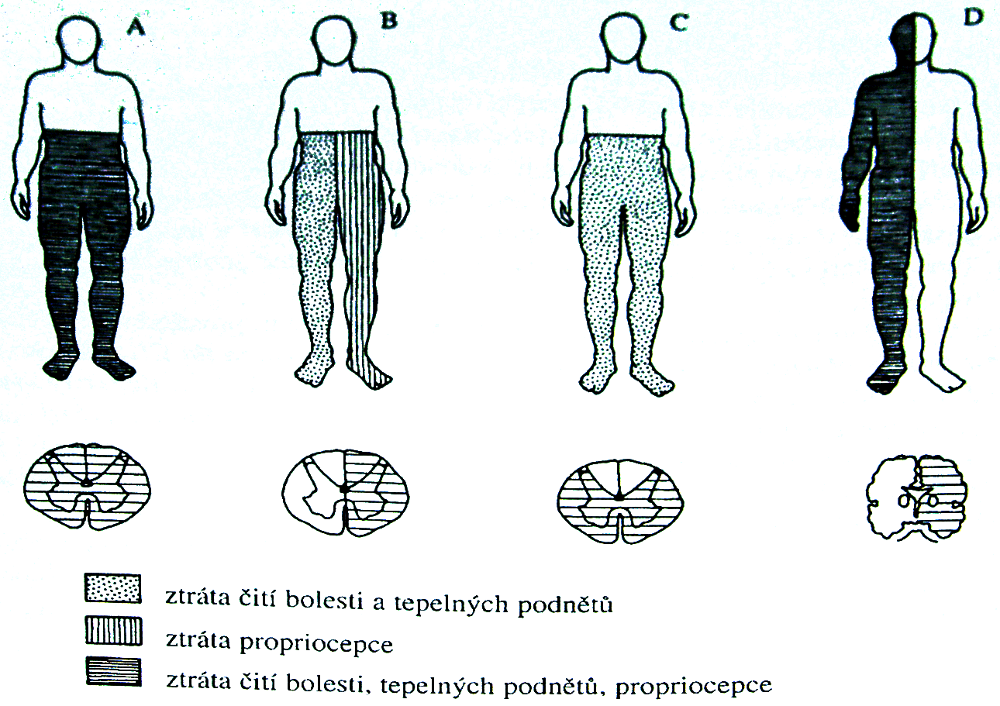 A B C D
ztráta čití bolesti a tepelných podnětů
ztráta propriocepce
ztráta čití bolesti, tepelných podnětů, propriocepce